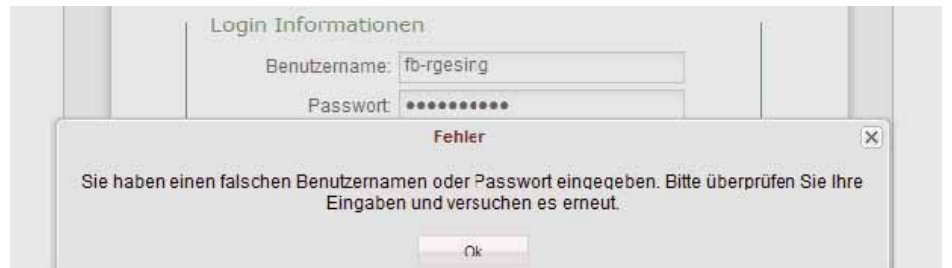 Login Informationen
Benutzername: fb-rgesing
Passwort: ●●●●●●●●●●
Fehler
Sie haben einen falschen Benutzernamen oder Passwort eingegeben. Bitte überprüfen Sie Ihre
Eingaben und versuchen es erneut.
Ok